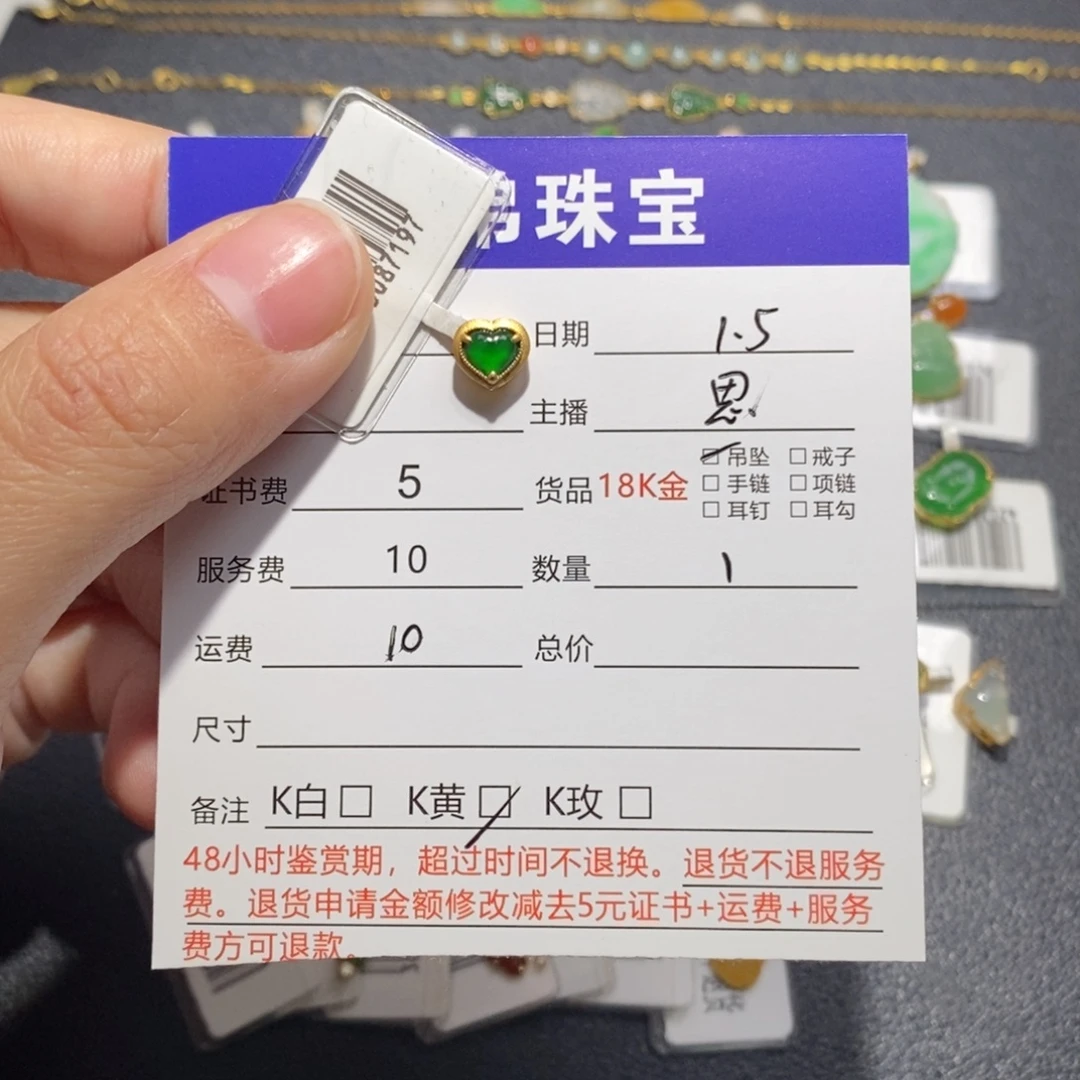 珠宝
087197
日期 1.5
主播 思
证书费 5 货品 18K金 吊坠 戒子
手链 项链
耳钉 耳勾
服务费 10 数量 1
运费 10 总价
尺寸
备注 K白 K黄 K玫
48小时鉴赏期，超过时间不退换。退货不退服务
费。退货申请金额修改减去5元证书+运费+服务
费方可退款。